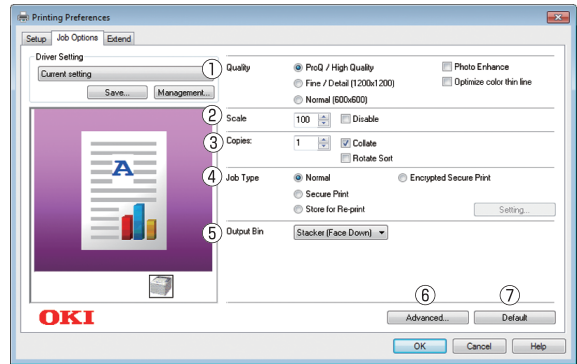 Printing Preferences
Setup Job Options Extend
Driver Setting
Current setting
Save... Management...
① Quality ProQ / High Quality Photo Enhance
Fine / Detail (1200x1200) Optimize color thin line
Normal (600x600)
② Scale 100 Disable
③ Copies: 1 Collate
Rotate Sort
④ Job Type Normal Encrypted Secure Print
Secure Print
Store for Re-print Setting...
⑤ Output Bin Stacker (Face Down)
A
OKI
⑥ ⑦
Advanced... Default
OK Cancel Help